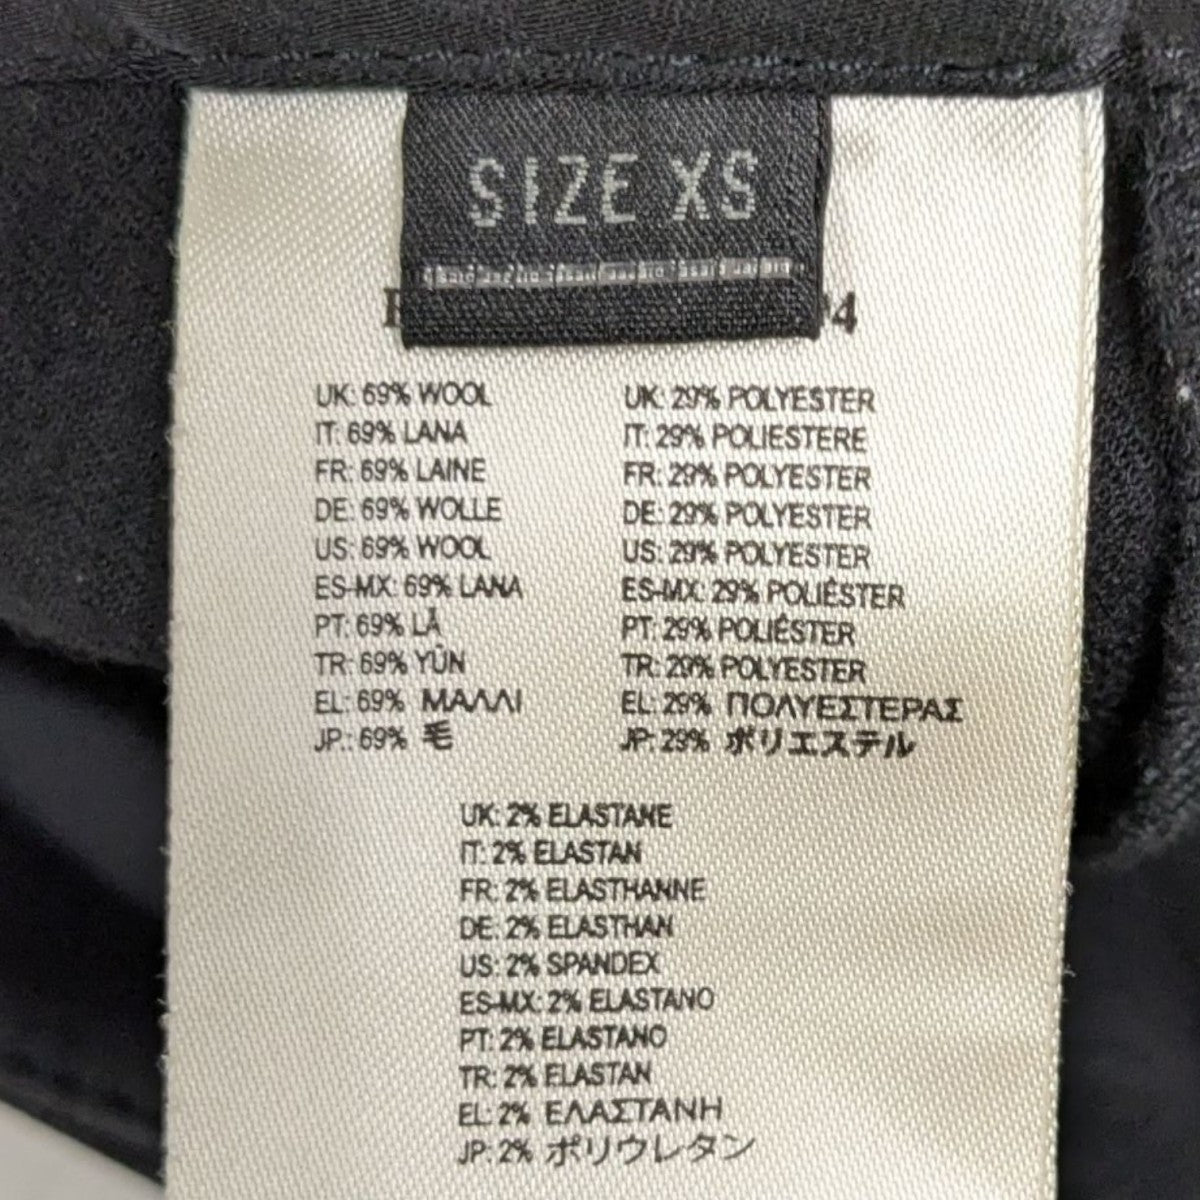 SIZE XS
UK: 69% WOOL
IT: 69% LANA
FR: 69% LAINE
DE: 69% WOLLE
US: 69% WOOL
ES-MX: 69% LANA
PT: 69% LÃ
TR: 69% YÜN
EL: 69% ΜΑΛΛΙ
JP.: 69% 毛
UK: 29% POLYESTER
IT: 29% POLIESTERE
FR: 29% POLYESTER
DE: 29% POLYESTER
US: 29% POLYESTER
ES-MX: 29% POLIÉSTER
PT: 29% POLIÉSTER
TR: 29% POLYESTER
EL: 29% ΠΟΛΥΕΣΤΕΡΑΣ
JP: 29% ポリエステル
UK: 2% ELASTANE
IT: 2% ELASTAN
FR: 2% ELASTHANNE
DE: 2% ELASTHAN
US: 2% SPANDEX
ES-MX: 2% ELASTANO
PT: 2% ELASTANO
TR: 2% ELASTAN
EL: 2% ΕΛΑΣΤΑΝΗ
JP: 2% ポリウレタン